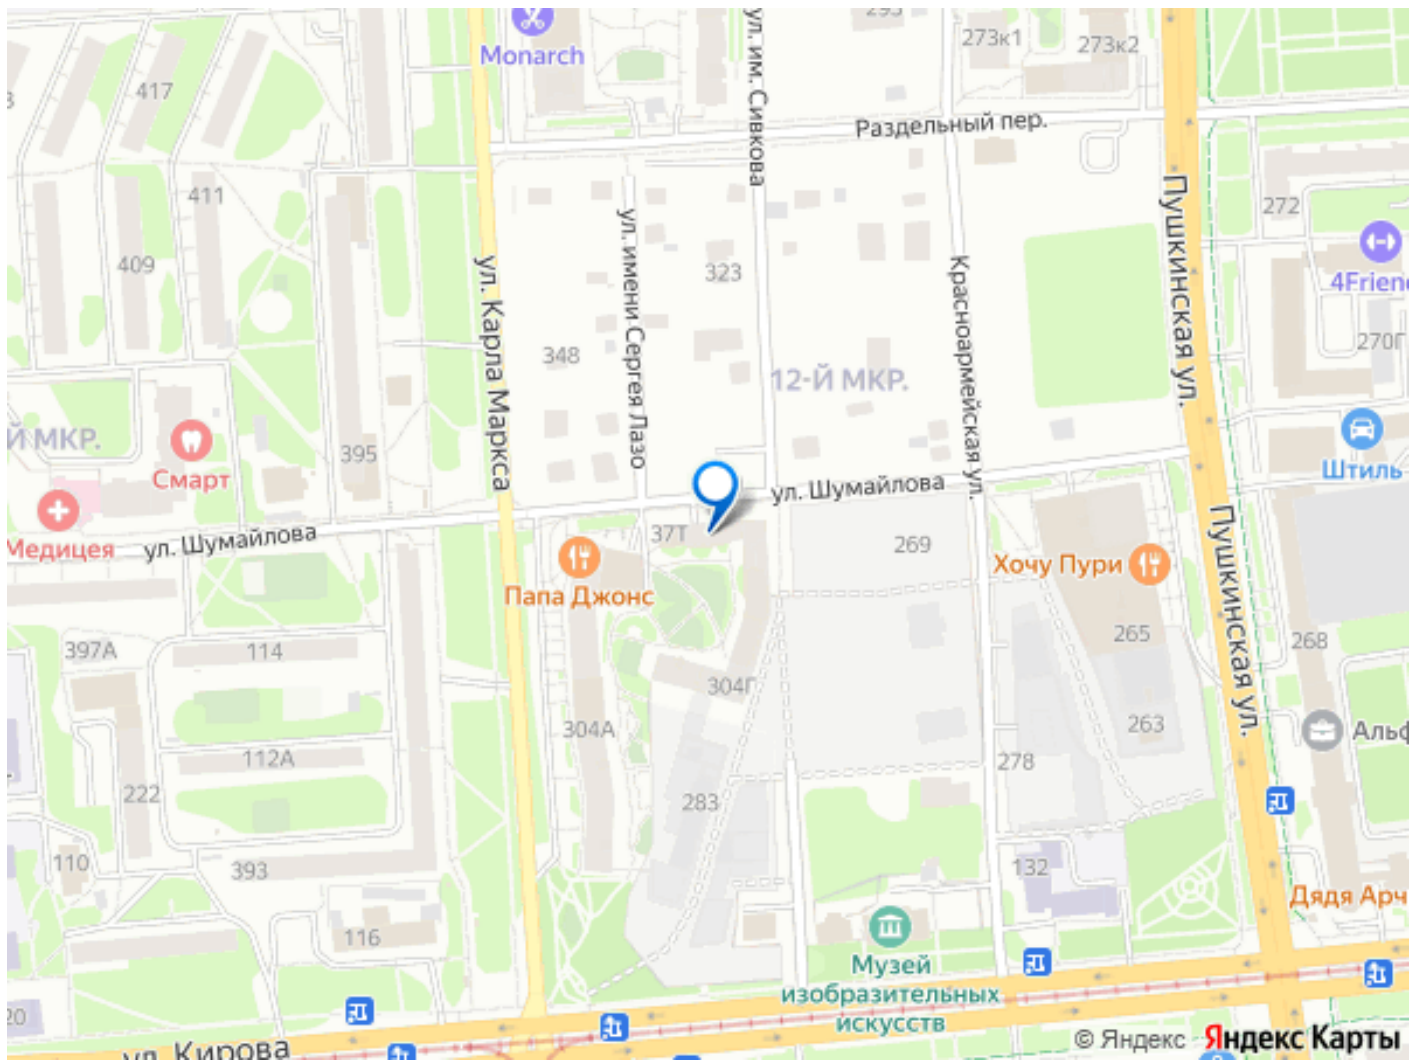 293
Monarch
417
273к1
273к2
Раздельный пер.
ул. им. Сивкова
411
Пушкинская ул.
272
ул. имени Сергея Лазо
409
323
4Frien
ул. Карла Маркса
Красноармейская ул.
270Г
348
12-Й МКР.
Й МКР.
395
Смарт
Штиль
ул. Шумайлова
Медицея
ул. Шумайлова
37Т
269
Хочу Пури
Папа Джонс
Пушкинская ул.
397А
114
265
268
304Г
304А
263
Альф
112А
278
222
283
110
393
132
Дядя Арч
116
Музей
изобразительных
искусств
20
ул. Кирова
© Яндекс Яндекс Карты